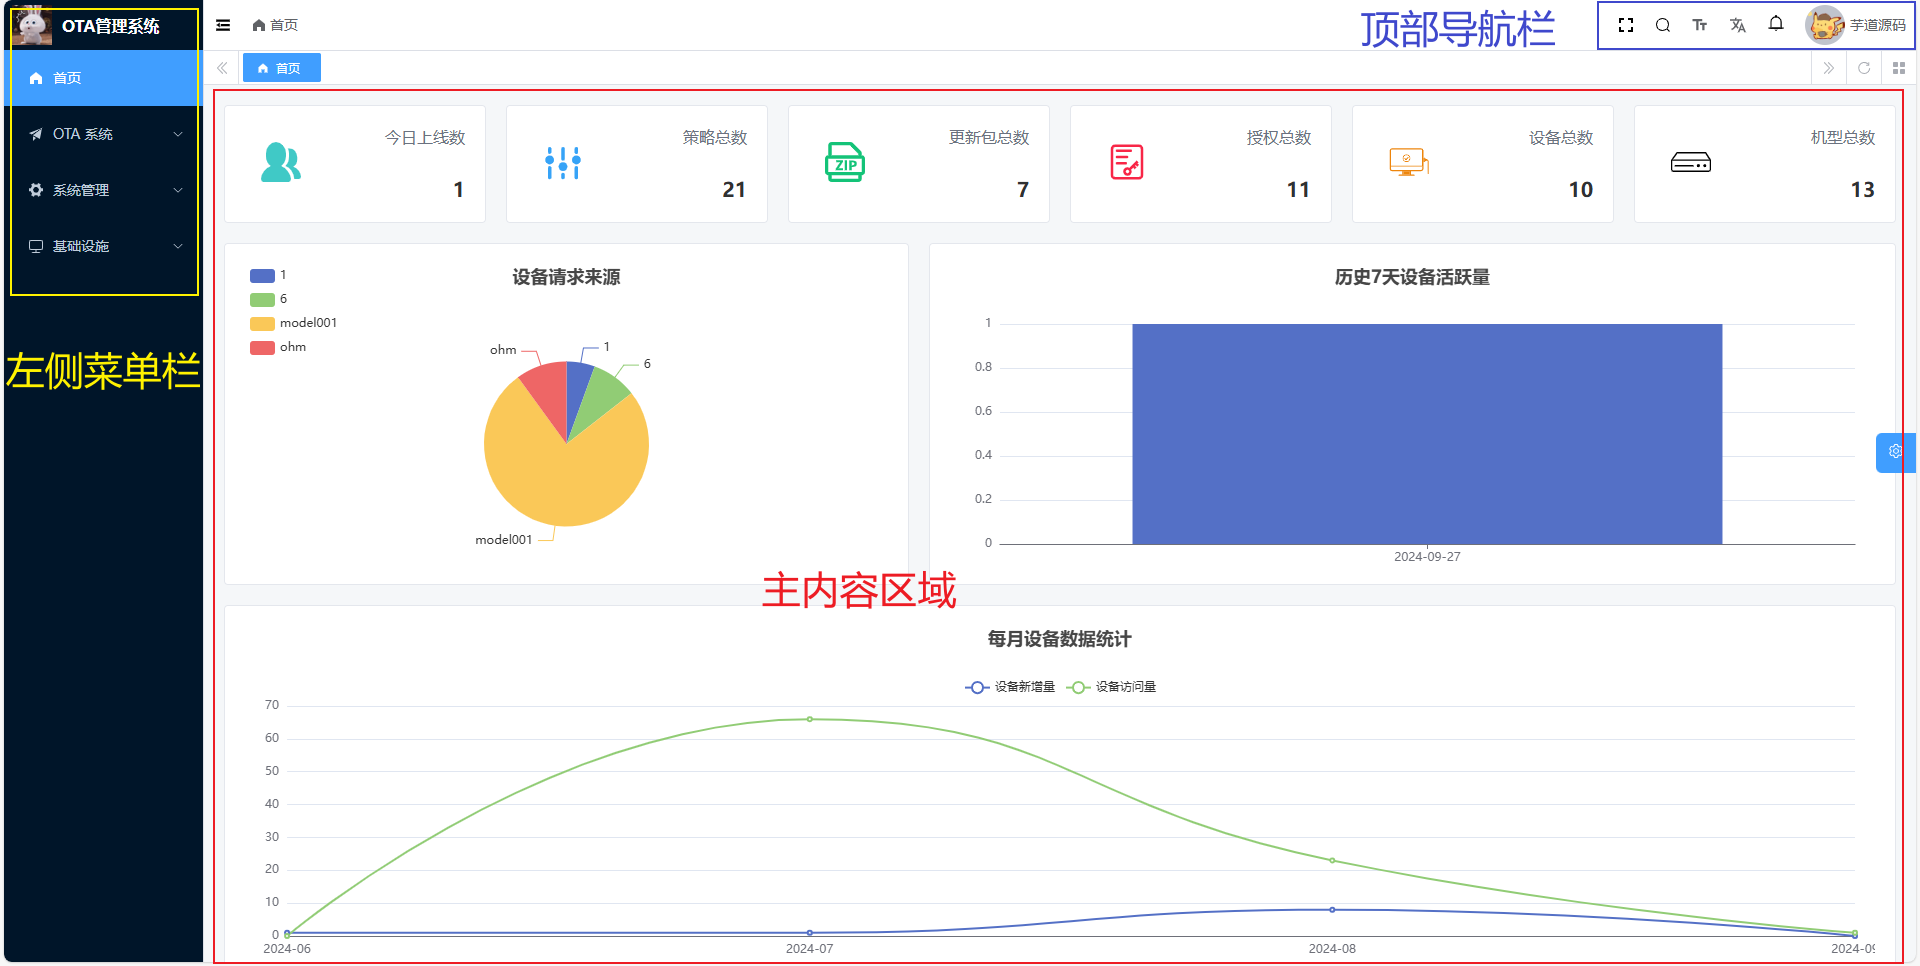 OTA管理系统
首页
顶部导航栏
芋道源码
首页
首页
OTA 系统
系统管理
基础设施
左侧菜单栏
今日上线数
1
策略总数
21
更新包总数
ZIP
7
授权总数
11
设备总数
10
机型总数
13
设备请求来源
1
6
model001
ohm
ohm
1
6
model001
历史7天设备活跃量
1
0.8
0.6
0.4
0.2
0
2024-09-27
主内容区域
每月设备数据统计
设备新增量 设备访问量
70
60
50
40
30
20
10
0
2024-06 2024-07 2024-08 2024-09